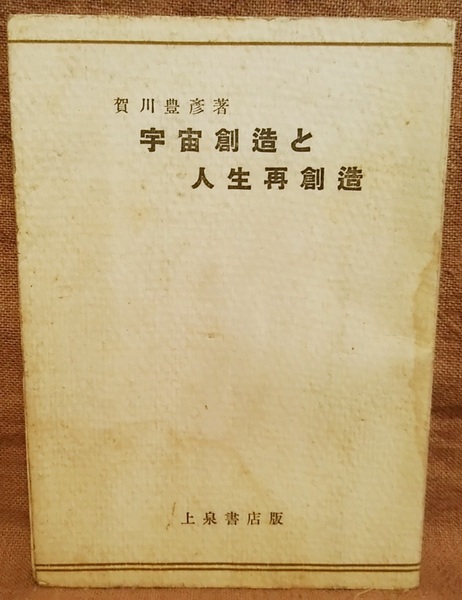 賀川豊彦著
宇宙創造と
人生再創造
上泉書店版